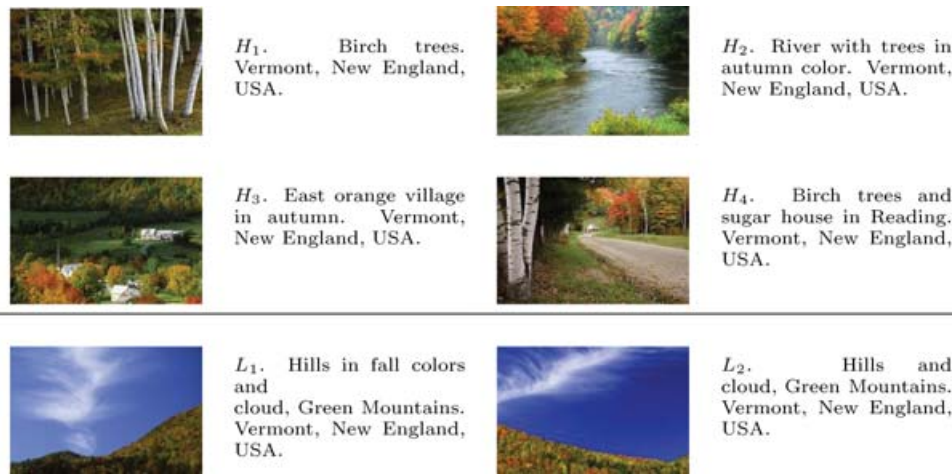 H1. Birch trees.
Vermont, New England,
USA.
H2. River with trees in
autumn color. Vermont,
New England, USA.
H3. East orange village
in autumn. Vermont,
New England, USA.
H4. Birch trees and
sugar house in Reading.
Vermont, New England,
USA.
L1. Hills in fall colors
and
cloud, Green Mountains.
Vermont, New England,
USA.
L2. Hills and
cloud, Green Mountains.
Vermont, New England,
USA.